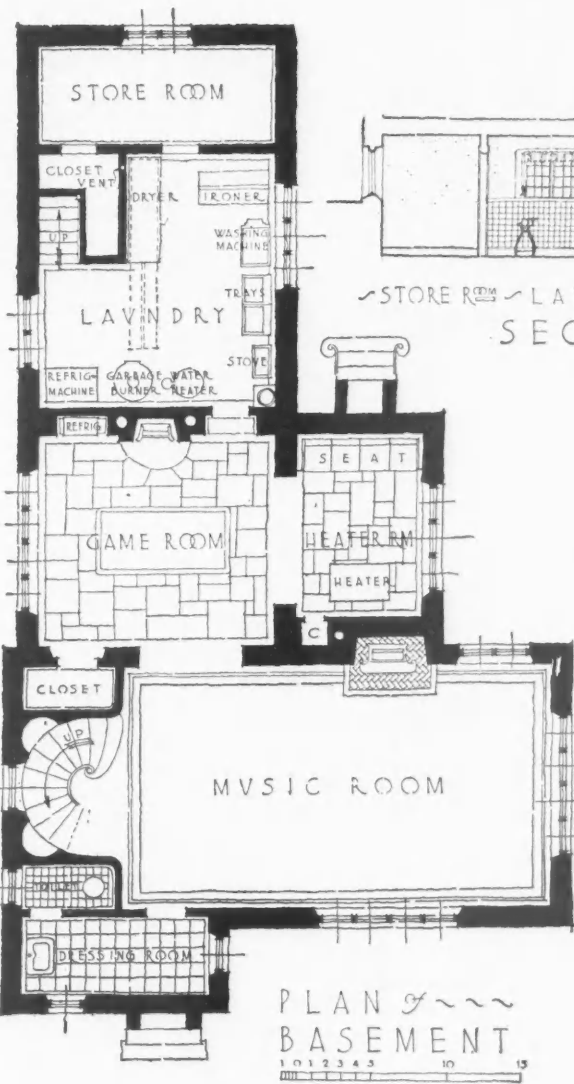 STORE ROOM
CLOSET
VENT
DRYER
IRONER
UP
WASHING
MACHINE
TRAYS
LAVNDRY
STOVE
REFRIG-
MACHINE
GARBAGE
BURNER
WATER
HEATER
~STORE RM ~ LA
SEC
REFRIG
SEAT
GAME ROOM
HEATER RM
HEATER
C
CLOSET
UP
MVSIC ROOM
TOILET
DRESSING ROOM
PLAN of ~~~
BASEMENT
1 0 1 2 3 4 5 10 15